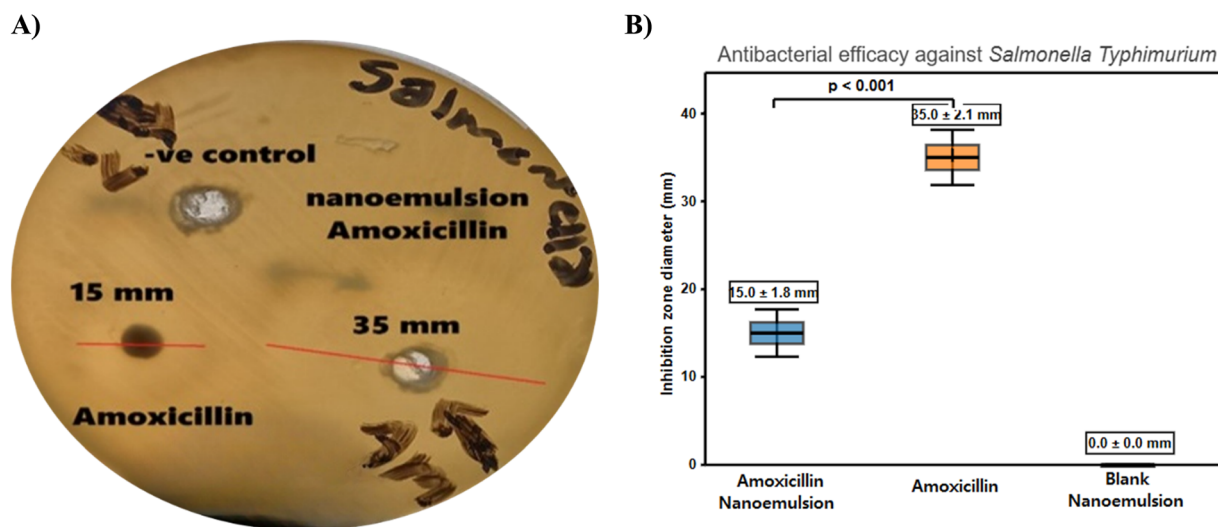 A)
Salmonella
-ve control
nanoemulsion
Amoxicillin
15 mm
35 mm
Amoxicillin
B)
Antibacterial efficacy against Salmonella Typhimurium
p < 0.001
40
30
20
10
0
Inhibition zone diameter (mm)
15.0 ± 1.8 mm
35.0 ± 2.1 mm
0.0 ± 0.0 mm
Amoxicillin
Nanoemulsion
Amoxicillin
Blank
Nanoemulsion